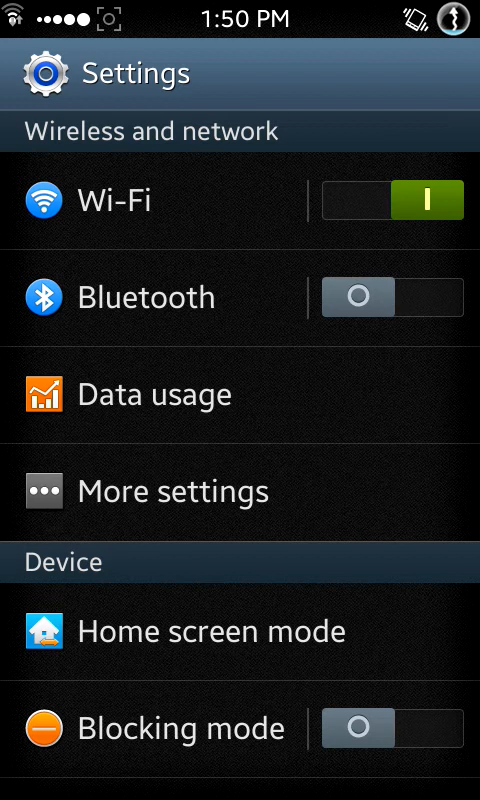 1:50 PM
Settings
Wireless and network
Wi-Fi
Bluetooth
Data usage
More settings
Device
Home screen mode
Blocking mode